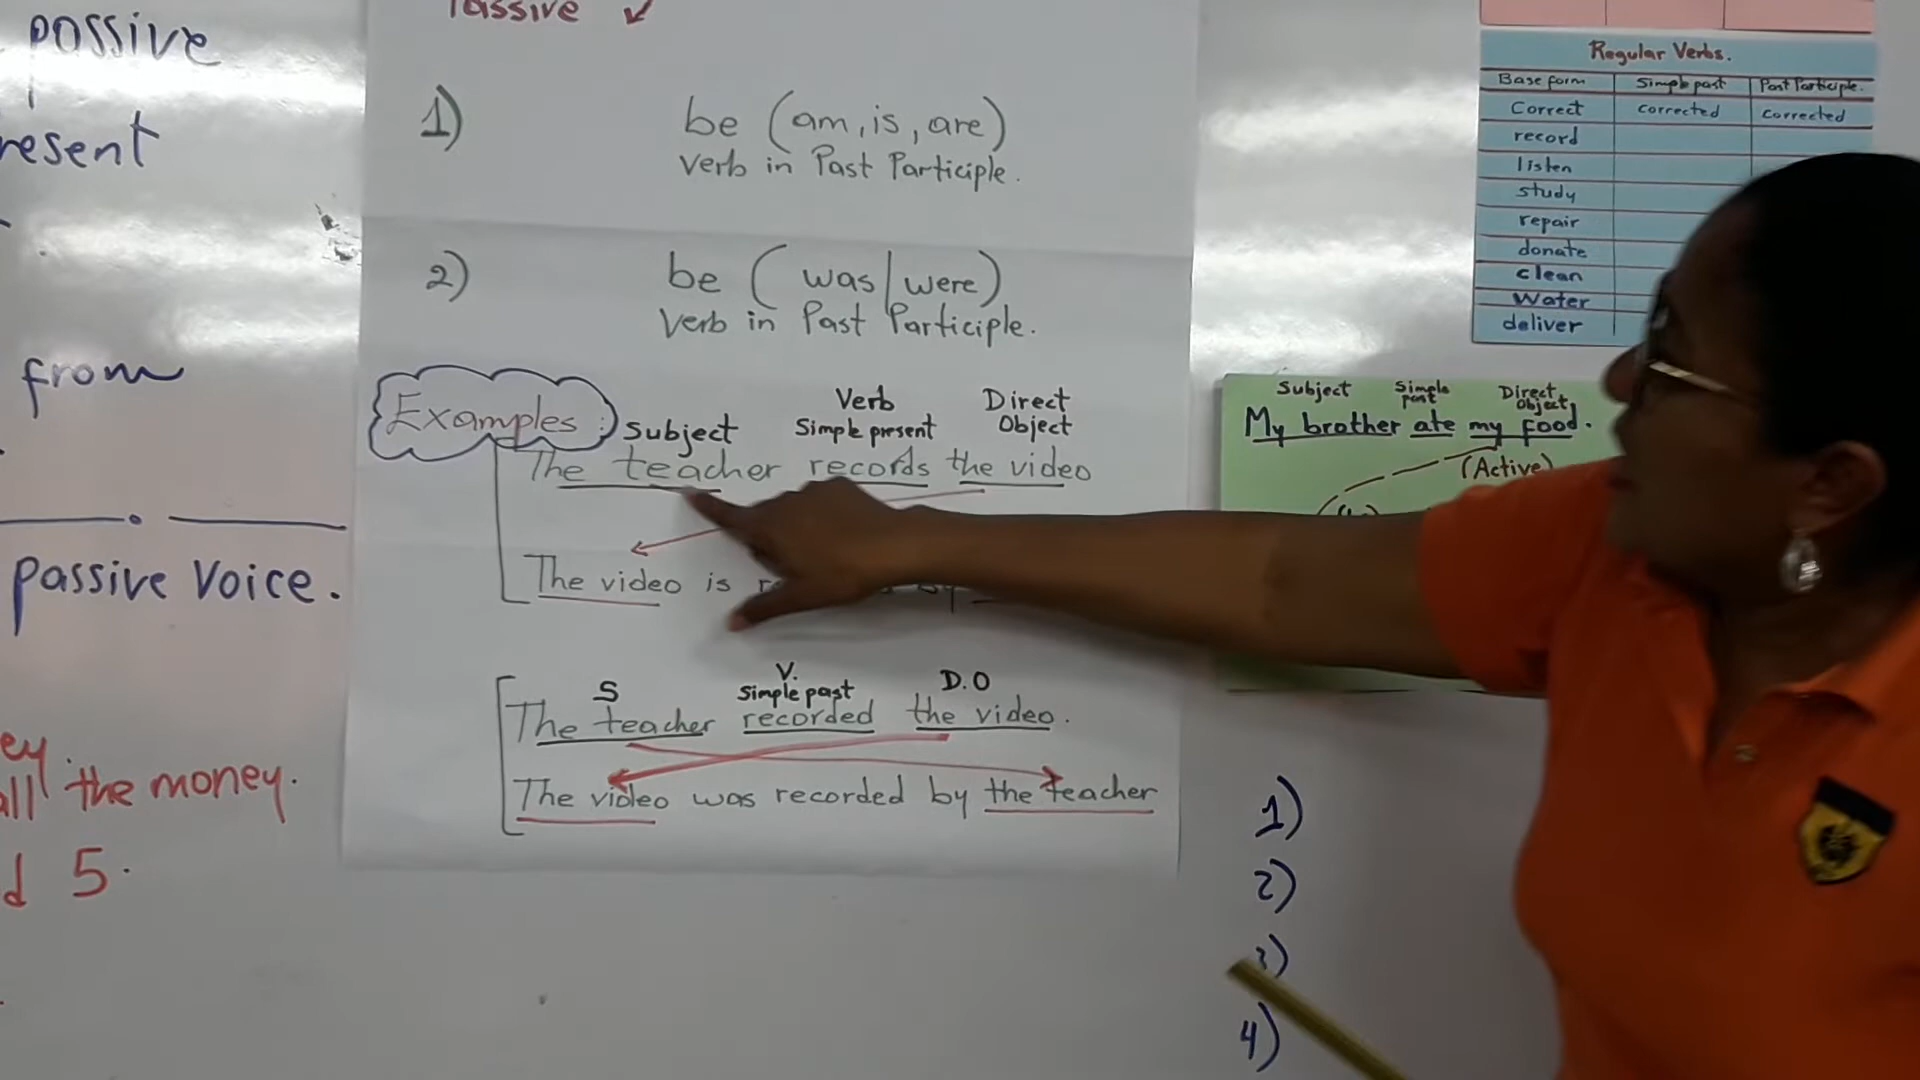 passive
resent
from
passive Voice.
the money.
5.
Passive
1)
be (am, is, are)
verb in Past Participle.
2)
be ( was/were)
Verb in Past Participle.
Examples:
Subject
Verb
Simple present
Direct
Object
The teacher records the video
The video is
S
V.
Simple past
D.O
The teacher recorded the video.
The video was recorded by the teacher
Regular Verbs.
Base form Simple past Past Participle.
Correct corrected corrected
record
listen
study
repair
donate
clean
Water
deliver
Subject
Simple
past
Direct
Object
My brother ate my food.
(Active)
1)
2)
3)
4)